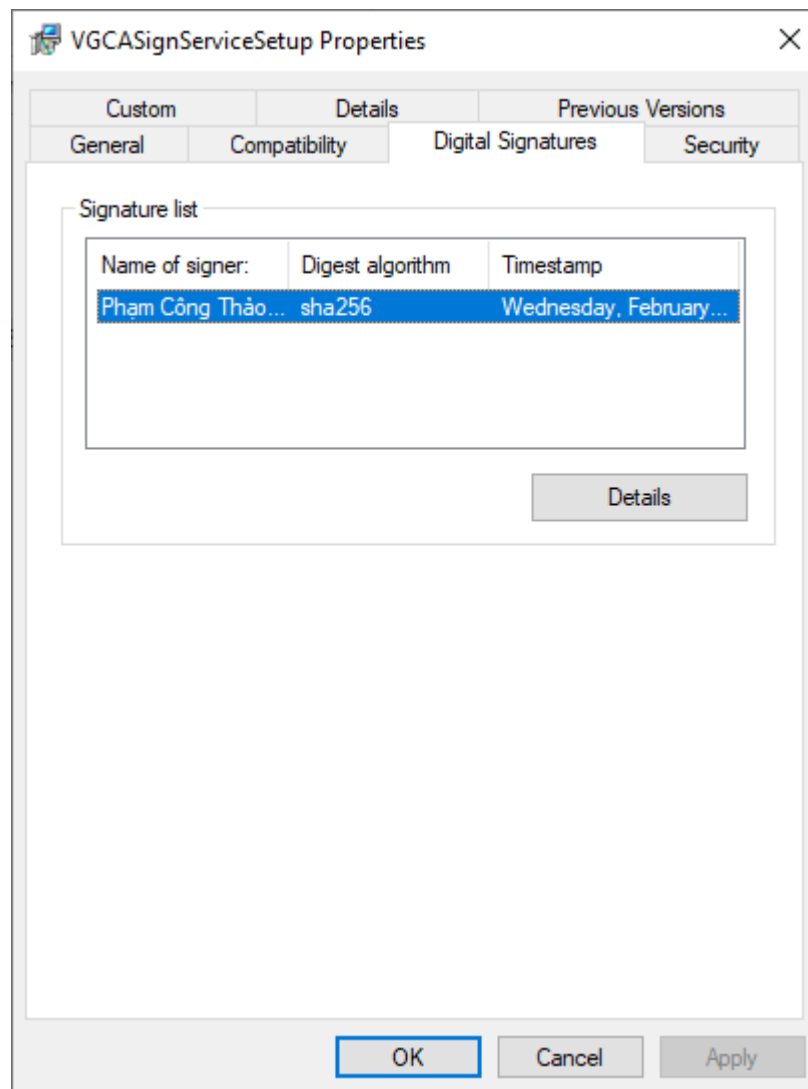 VGCASignServiceSetup Properties
Custom Details Previous Versions
General Compatibility Digital Signatures Security
Signature list
Name of signer: Digest algorithm Timestamp
Phạm Công Thảo... sha256 Wednesday, February...
Details
OK Cancel Apply